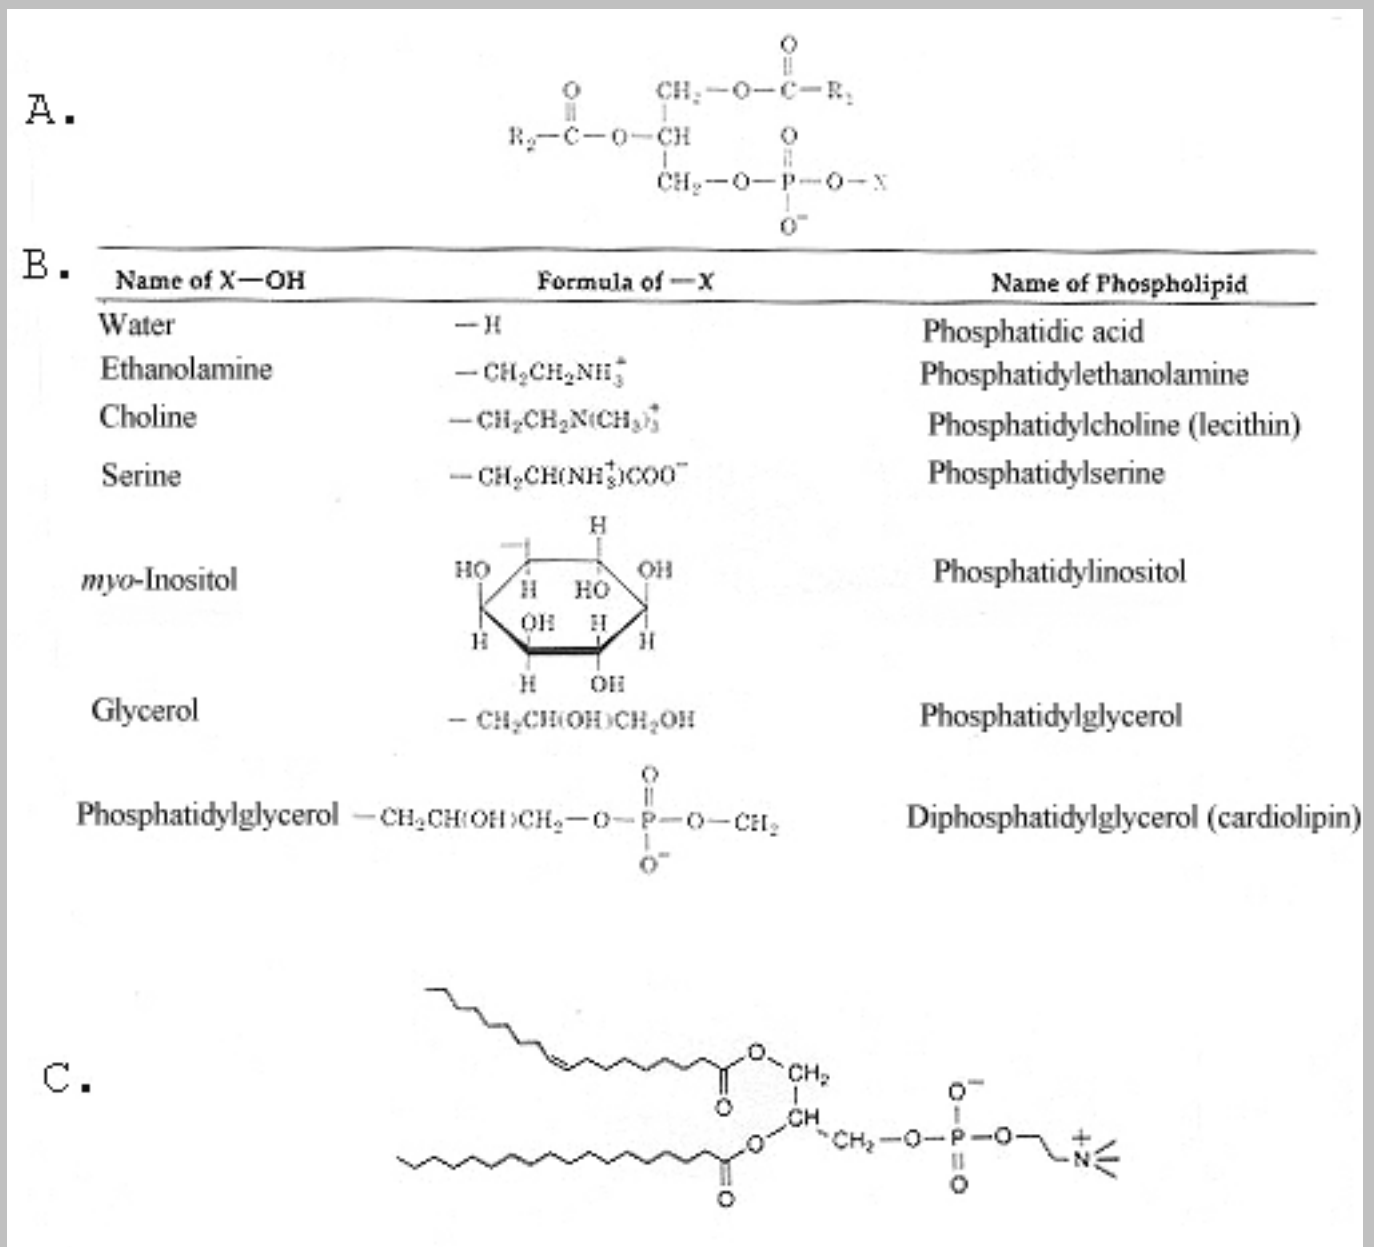 A.
O
O
CH₂—O—C—R₁
R₂—C—O—CH
O
CH₂—O—P—O—X
O⁻
B.
Name of X—OH Formula of —X Name of Phospholipid
Water —H Phosphatidic acid
Ethanolamine —CH₂CH₂NH₃⁺ Phosphatidylethanolamine
Choline —CH₂CH₂N(CH₃)₃⁺ Phosphatidylcholine (lecithin)
Serine —CH₂CH(NH₃⁺)COO⁻ Phosphatidylserine
H
HO OH
H HO
myo-Inositol Phosphatidylinositol
OH H
H H
H OH
Glycerol —CH₂CH(OH)CH₂OH Phosphatidylglycerol
O
Phosphatidylglycerol —CH₂CH(OH)CH₂—O—P—O—CH₂ Diphosphatidylglycerol (cardiolipin)
O⁻
C.
O
CH₂
O
O⁻
CH
O CH₂—O—P—O N⁺
O
O